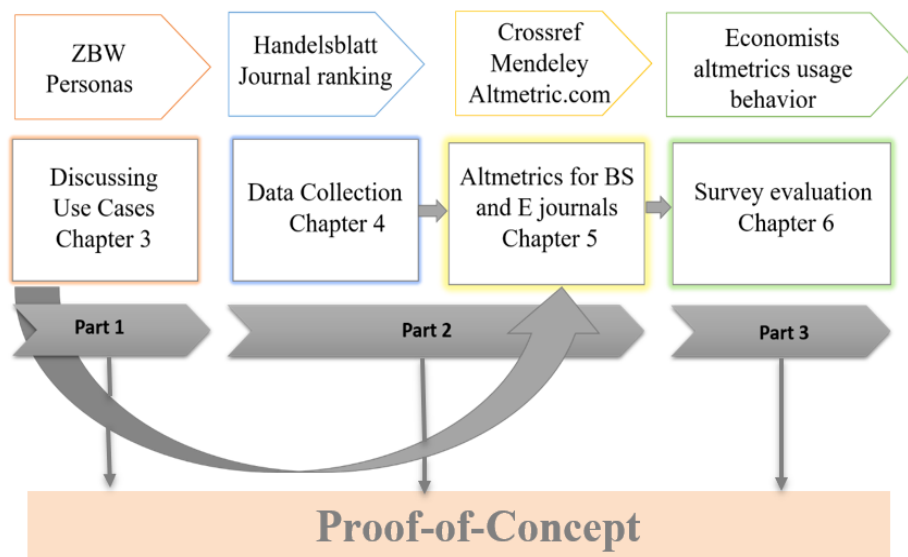 ZBW
Personas
Handelsblatt
Journal ranking
Crossref
Mendeley
Altmetric.com
Economists
altmetrics usage
behavior
Discussing
Use Cases
Chapter 3
Data Collection
Chapter 4
Altmetrics for BS
and E journals
Chapter 5
Survey evaluation
Chapter 6
Part 1
Part 2
Part 3
Proof-of-Concept